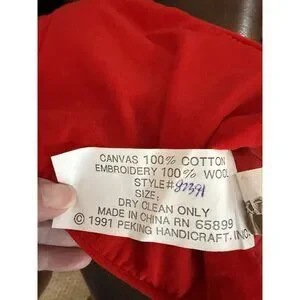 CANVAS 100% COTTON
EMBROIDERY 100% WOOL
STYLE#
SIZE;
DRY CLEAN ONLY
MADE IN CHINA RN 65899
© 1991 PEKING HANDICRAFT, INC.